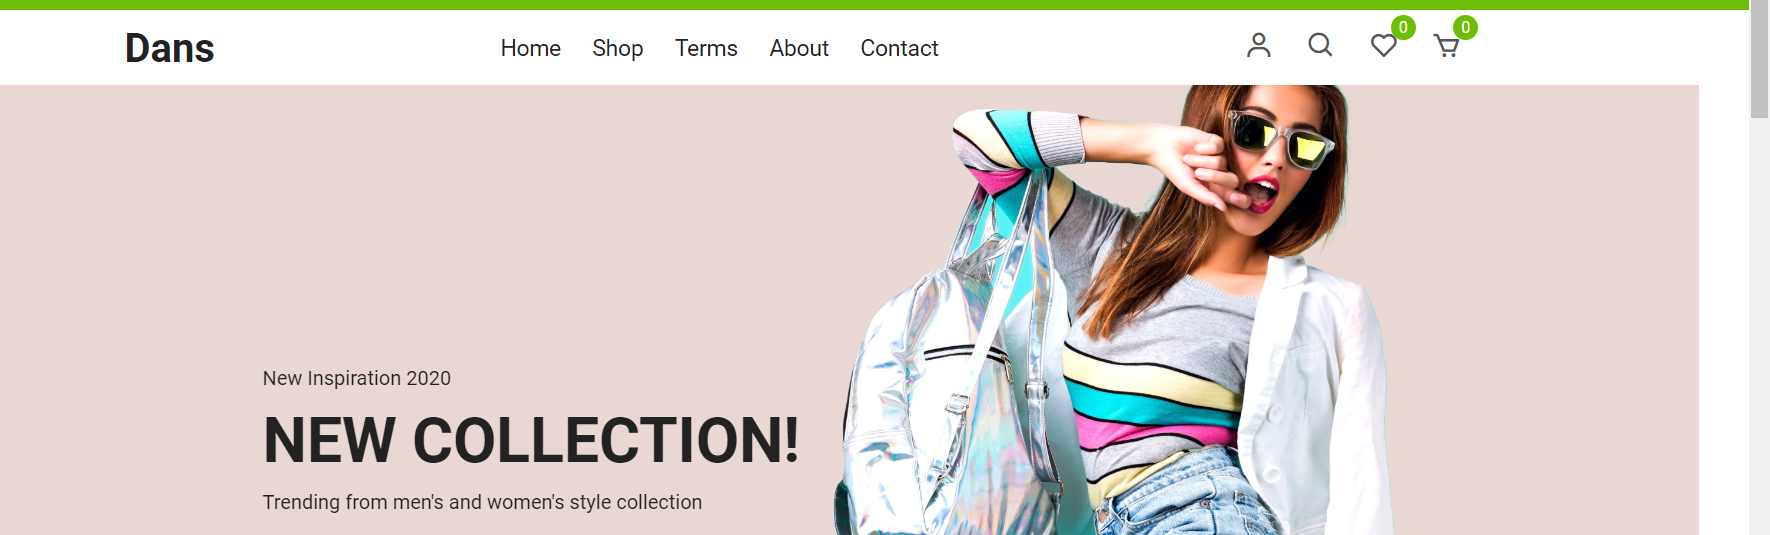 Dans
Home Shop Terms About Contact
0 0
New Inspiration 2020
NEW COLLECTION!
Trending from men's and women's style collection